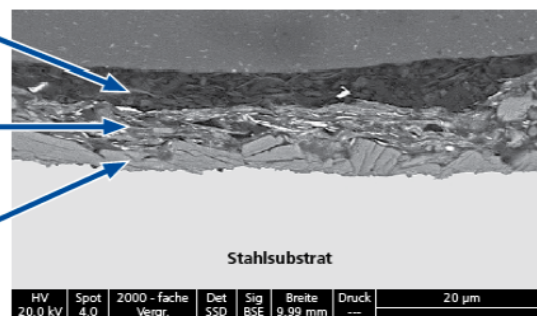 Stahlsubstrat
HV Spot 2000 - fache Det Sig Breite Druck 20 µm
20.0 kV 4.0 Vergr. SSD BSE 9.99 mm ---